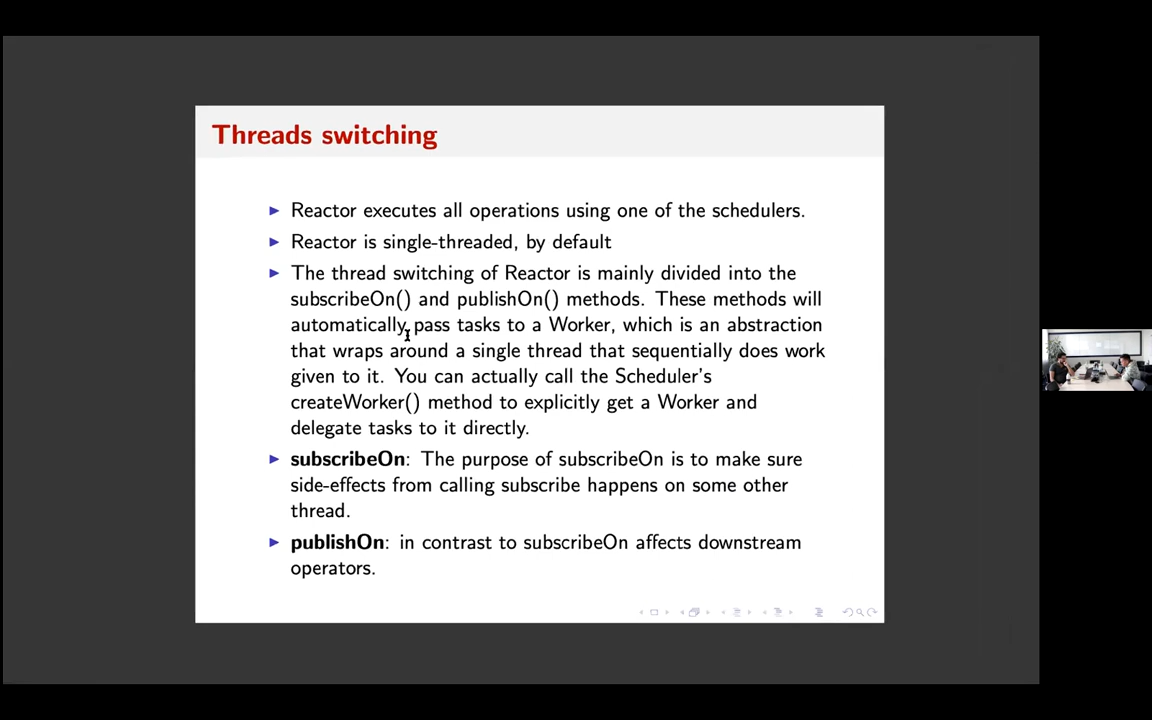 Threads switching
Reactor executes all operations using one of the schedulers.
Reactor is single-threaded, by default
The thread switching of Reactor is mainly divided into the
subscribeOn() and publishOn() methods. These methods will
automatically pass tasks to a Worker, which is an abstraction
that wraps around a single thread that sequentially does work
given to it. You can actually call the Scheduler's
createWorker() method to explicitly get a Worker and
delegate tasks to it directly.
subscribeOn: The purpose of subscribeOn is to make sure
side-effects from calling subscribe happens on some other
thread.
publishOn: in contrast to subscribeOn affects downstream
operators.